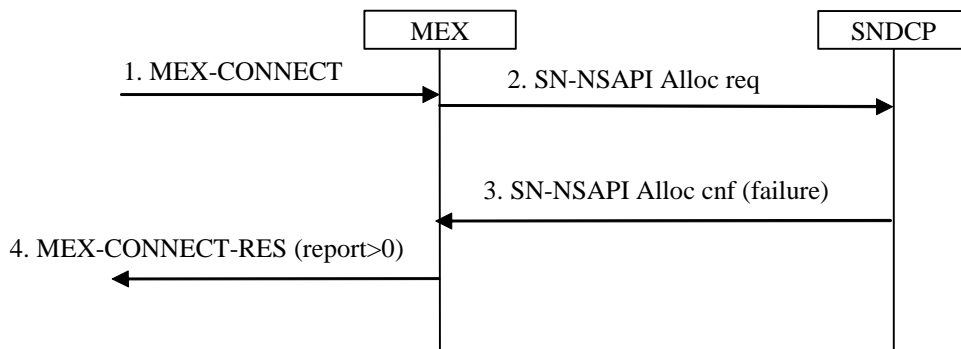 MEX
SNDCP
1. MEX-CONNECT
2. SN-NSAPI Alloc req
3. SN-NSAPI Alloc cnf (failure)
4. MEX-CONNECT-RES (report>0)